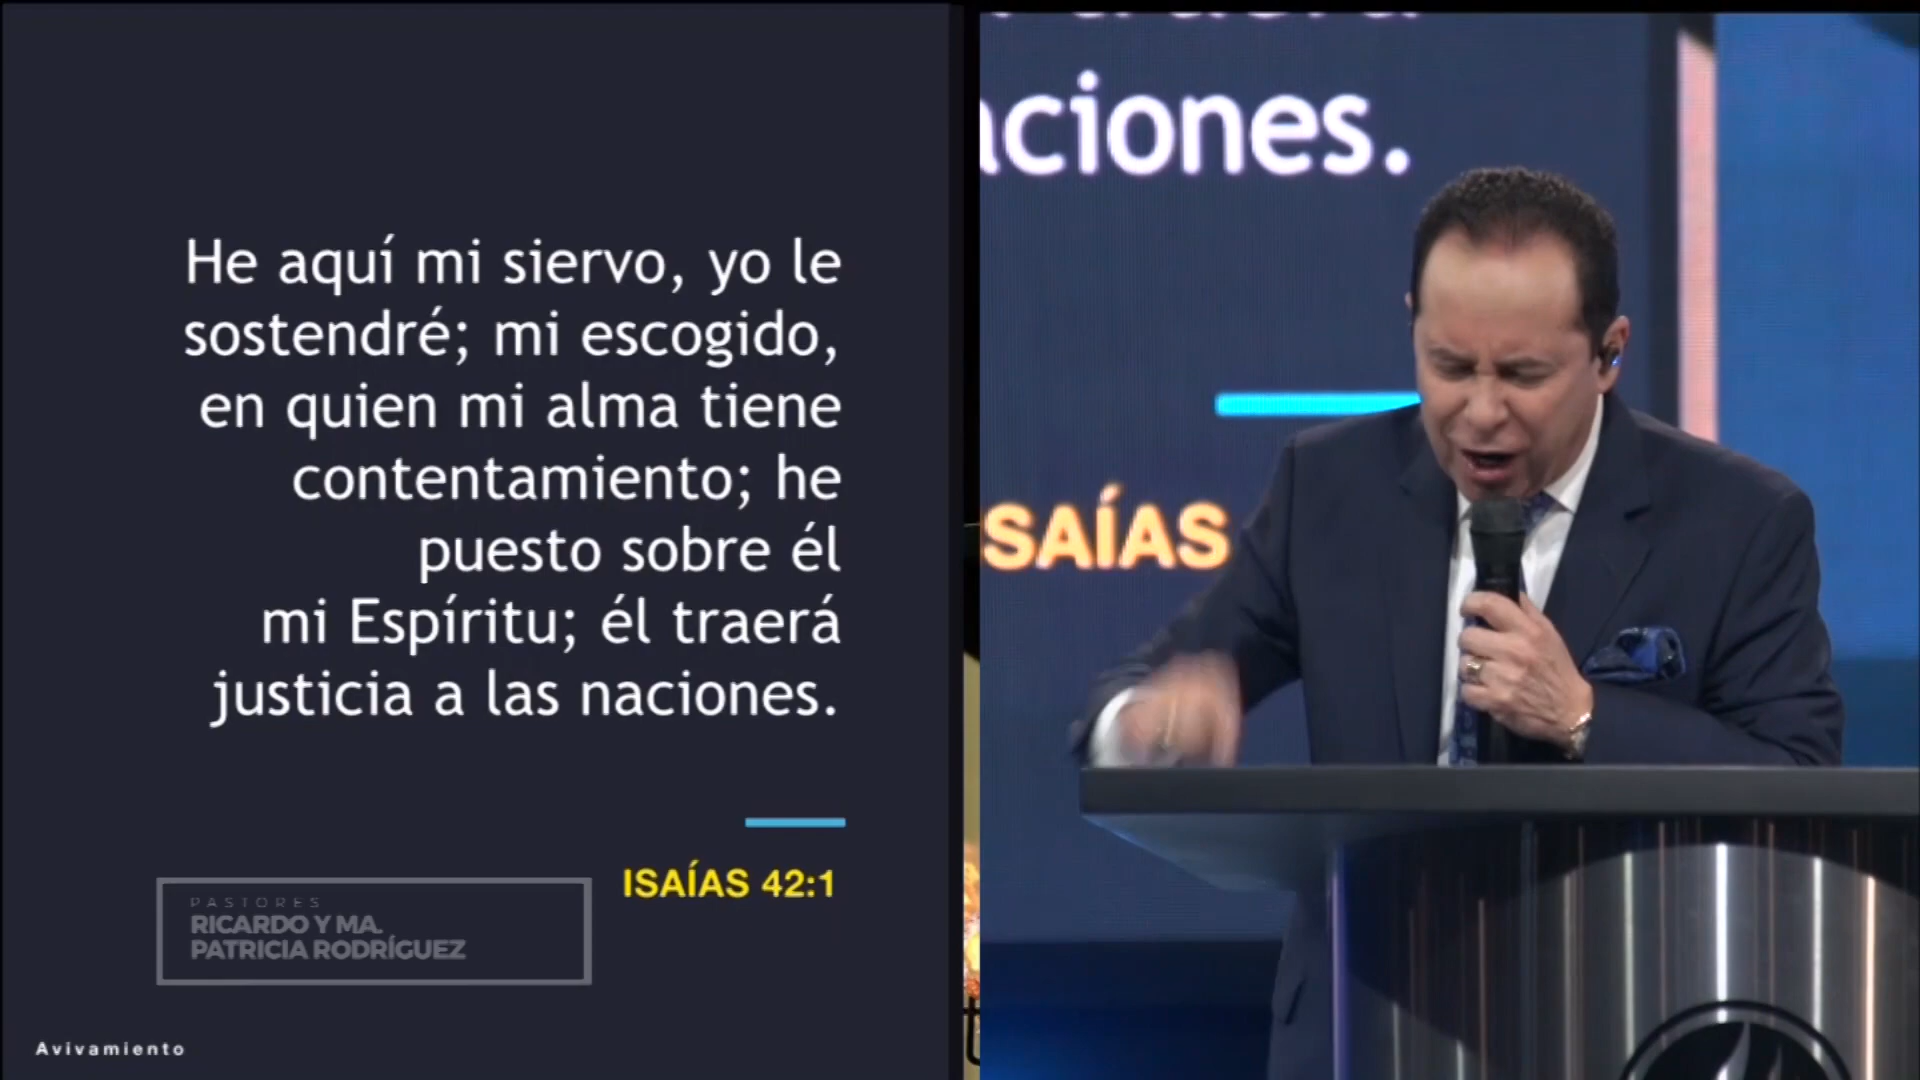 He aquí mi siervo, yo le
sostendré; mi escogido,
en quien mi alma tiene
contentamiento; he
puesto sobre él
mi Espíritu; él traerá
justicia a las naciones.
ISAÍAS 42:1
PASTORES
RICARDO Y MA.
PATRICIA RODRÍGUEZ
Avivamiento
aciones.
SAÍAS